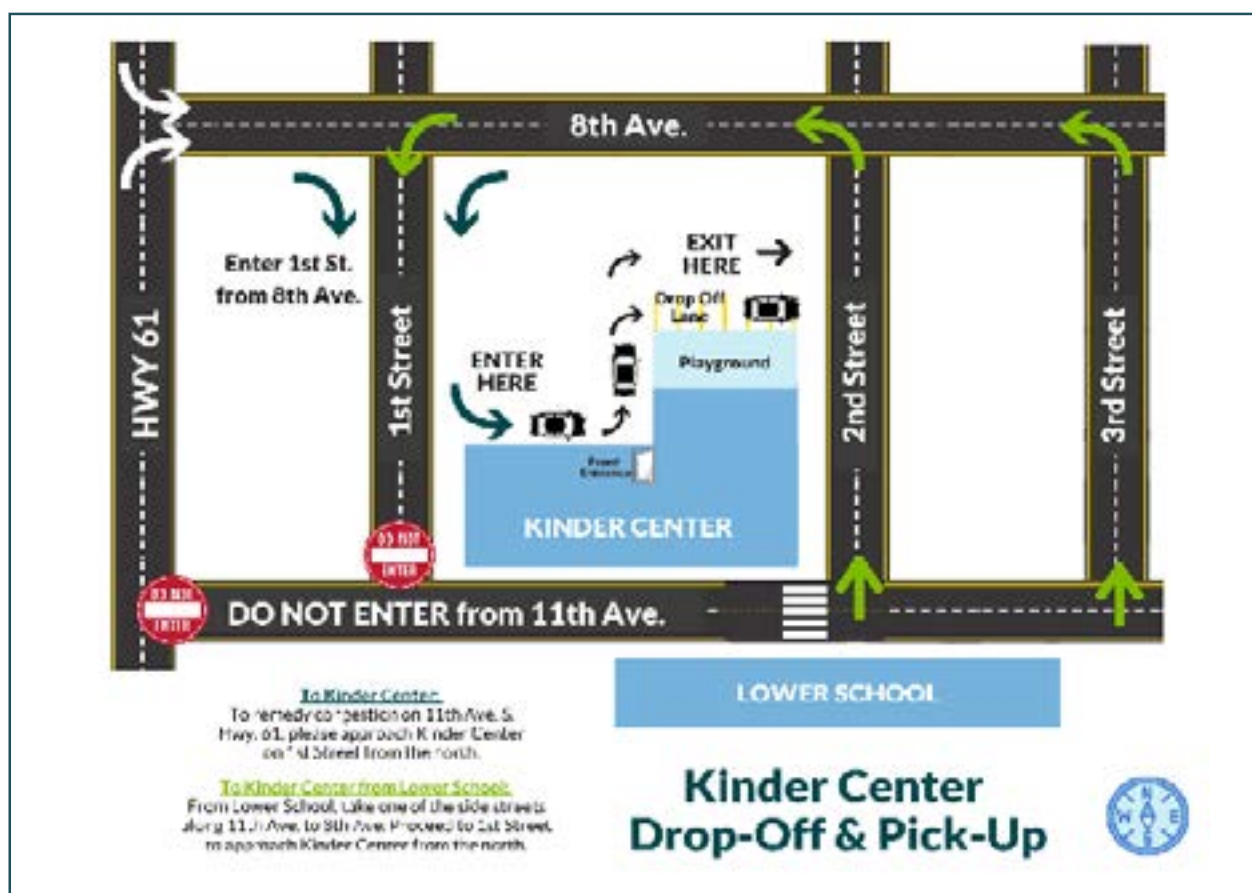 8th Ave.
HWY 61
1st Street
2nd Street
3rd Street
Enter 1st St.
from 8th Ave.
EXIT
HERE
Drop Off
Lane
Playground
ENTER
HERE
Front
Entrance
KINDER CENTER
DO NOT
ENTER
DO NOT
ENTER
DO NOT ENTER from 11th Ave.
LOWER SCHOOL
To Kinder Center:
To remedy congestion on 11th Ave. &
Hwy. 61, please approach Kinder Center
on 1st Street from the north.
To Kinder Center from Lower School:
From Lower School, take one of the side streets
along 11th Ave. to 8th Ave. Proceed to 1st Street
to approach Kinder Center from the north.
Kinder Center
Drop-Off & Pick-Up
N
W E